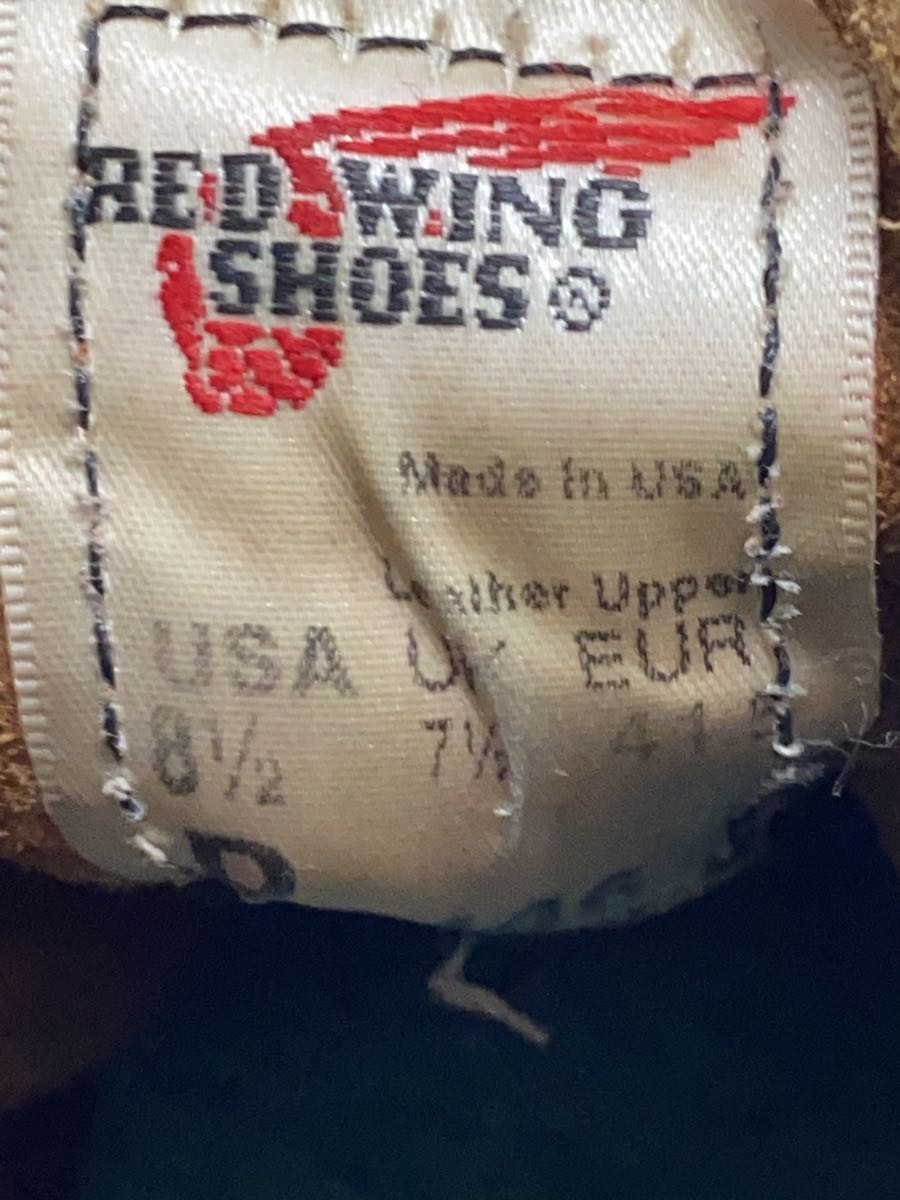 RED WING
SHOES ®
Made in USA
Leather Upper
USA UK EUR
8½ 7½ 41
D